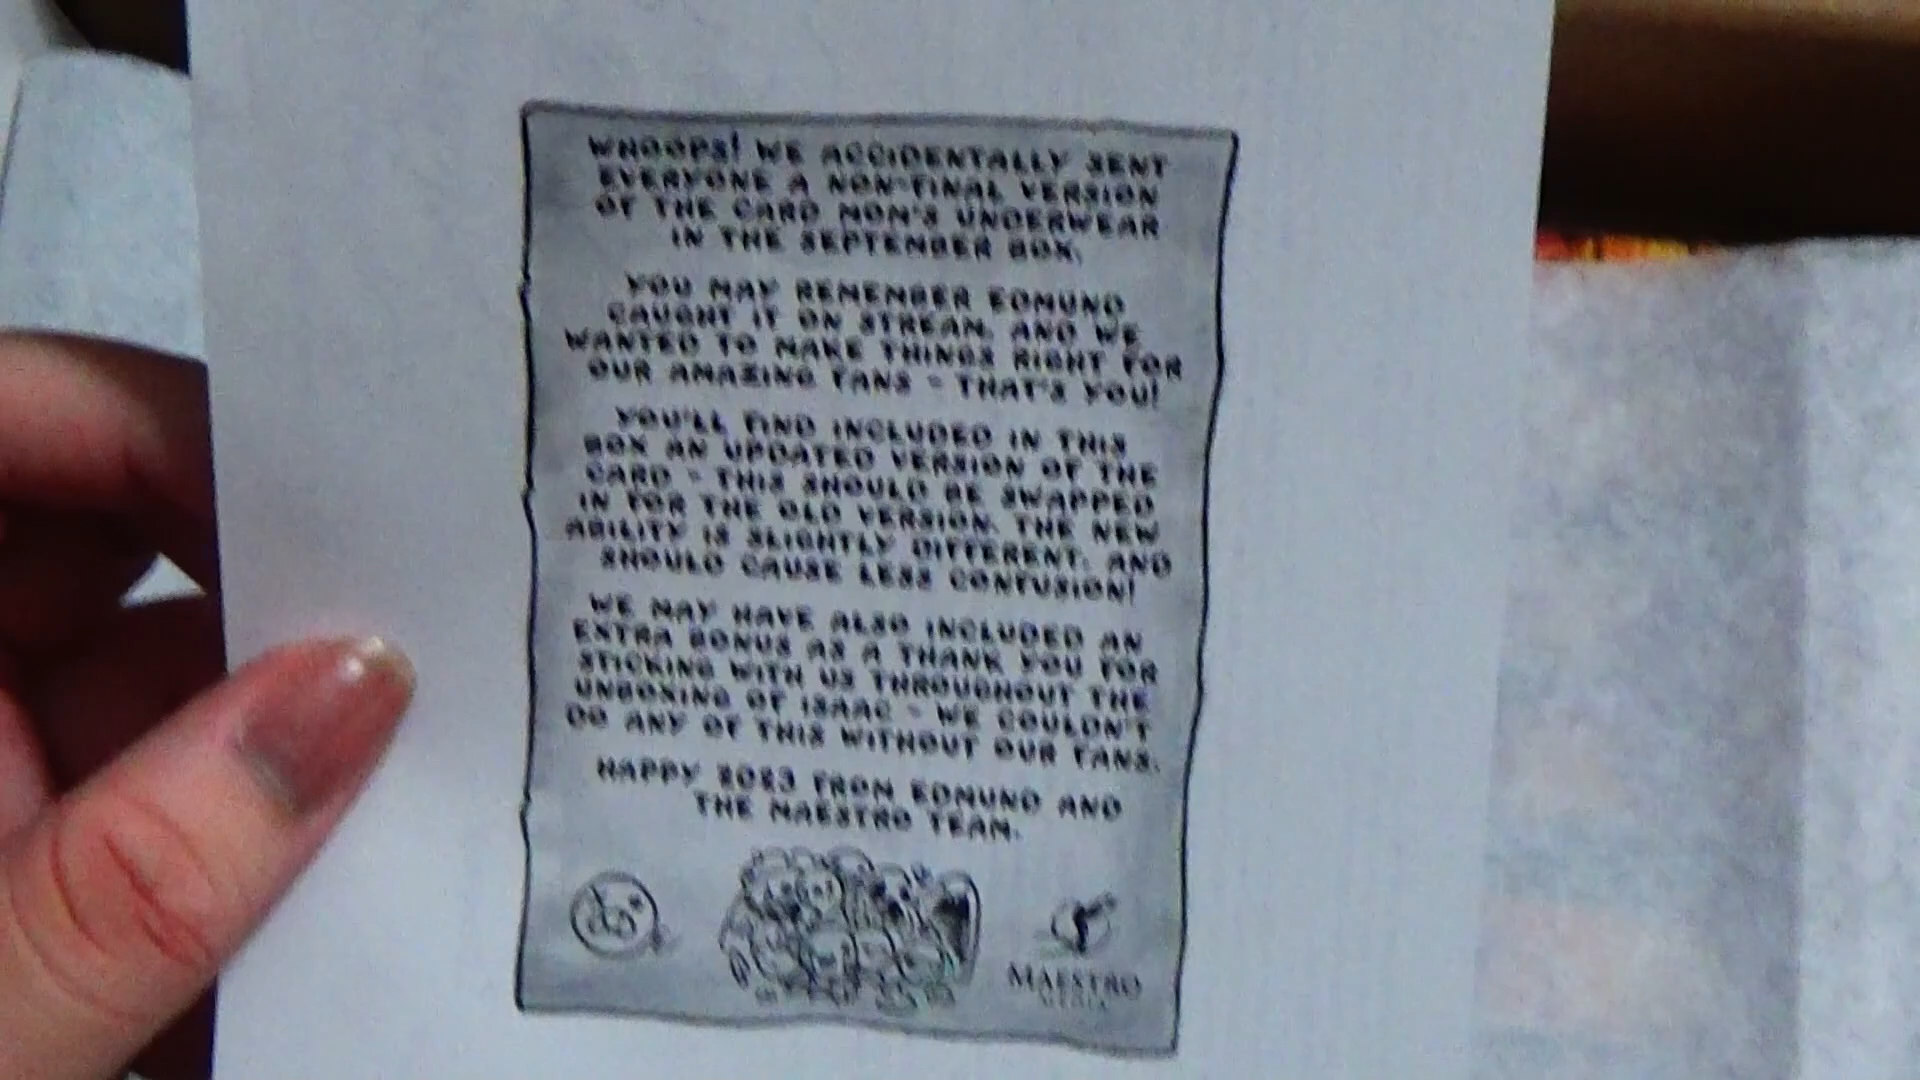 WHOOPS! WE ACCIDENTALLY SENT
EVERYONE A NON-FINAL VERSION
OF THE CARD MOM'S UNDERWEAR
IN THE SEPTEMBER BOX.
YOU MAY REMEMBER EDMUND
CAUGHT IT ON STREAM, AND WE
WANTED TO MAKE THINGS RIGHT FOR
OUR AMAZING FANS - THAT'S YOU!
YOU'LL FIND INCLUDED IN THIS
BOX AN UPDATED VERSION OF THE
CARD - THIS SHOULD BE SWAPPED
IN FOR THE OLD VERSION. THE NEW
ABILITY IS SLIGHTLY DIFFERENT, AND
SHOULD CAUSE LESS CONFUSION!
WE MAY HAVE ALSO INCLUDED AN
EXTRA BONUS AS A THANK YOU FOR
STICKING WITH US THROUGHOUT THE
UNBOXING OF ISAAC - WE COULDN'T
DO ANY OF THIS WITHOUT OUR FANS.
HAPPY 2023 FROM EDMUND AND
THE MAESTRO TEAM.
MAESTRO
MEDIA